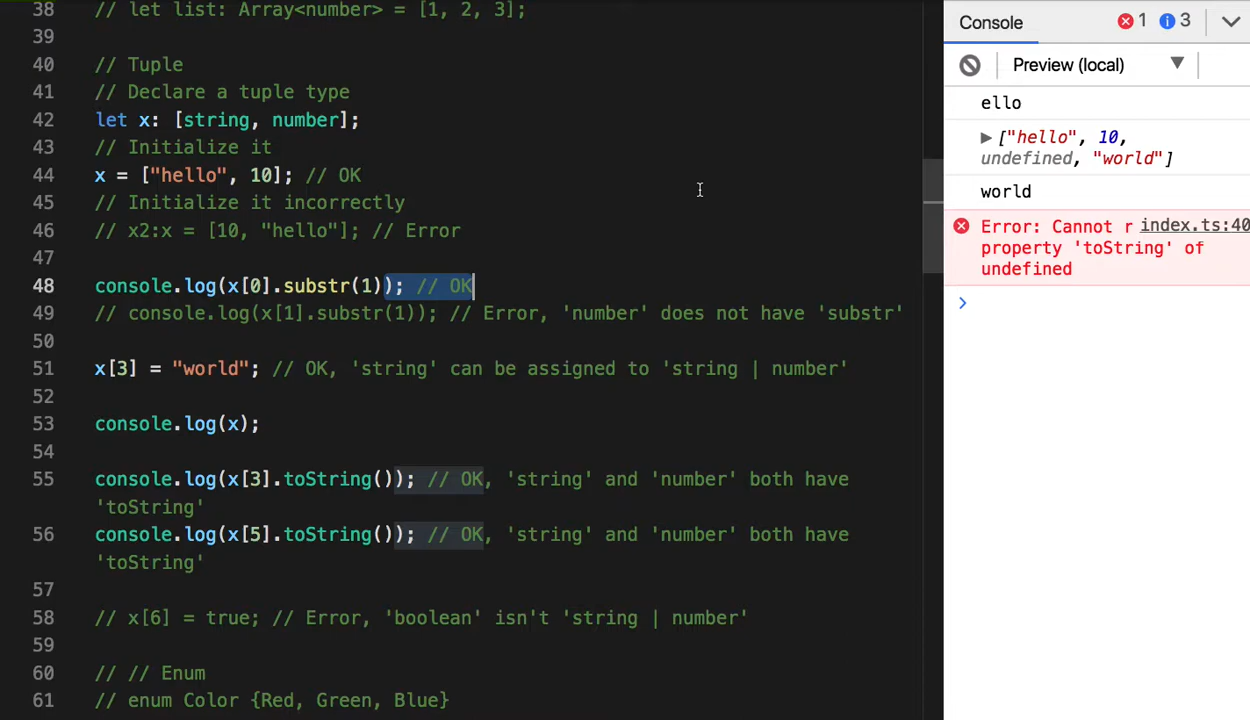 38 // let list: Array<number> = [1, 2, 3];
39
40 // Tuple
41 // Declare a tuple type
42 let x: [string, number];
43 // Initialize it
44 x = ["hello", 10]; // OK
45 // Initialize it incorrectly
46 // x2:x = [10, "hello"]; // Error
47
48 console.log(x[0].substr(1)); // OK
49 // console.log(x[1].substr(1)); // Error, 'number' does not have 'substr'
50
51 x[3] = "world"; // OK, 'string' can be assigned to 'string | number'
52
53 console.log(x);
54
55 console.log(x[3].toString()); // OK, 'string' and 'number' both have
'toString'
56 console.log(x[5].toString()); // OK, 'string' and 'number' both have
'toString'
57
58 // x[6] = true; // Error, 'boolean' isn't 'string | number'
59
60 // // Enum
61 // enum Color {Red, Green, Blue}
Console 1 3
Preview (local)
ello
["hello", 10,
undefined, "world"]
world
Error: Cannot r index.ts:40
property 'toString' of
undefined